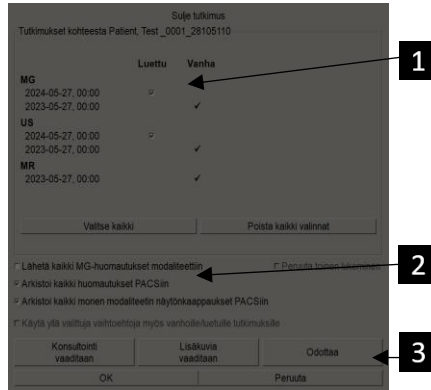 Sulje tutkimus
Tutkimukset kohteesta Patient, Test _0001_28105110
Luettu Vanha
MG
2024-05-27, 00:00
2023-05-27, 00:00 ✓
US
2024-05-27, 00:00
2023-05-27, 00:00 ✓
MR
2023-05-27, 00:00 ✓
Valitse kaikki Poista kaikki valinnat
Lähetä kaikki MG-huomautukset modaliteettiin Peruuta toinen lukeminen
Arkistoi kaikki huomautukset PACSiin
Arkistoi kaikki monen modaliteetin näytönkaappaukset PACSiin
Käytä yllä valittuja vaihtoehtoja myös vanhoille/luetuille tutkimuksille
Konsultointi vaaditaan
Lisäkuvia vaaditaan
Odottaa
OK Peruuta
1
2
3